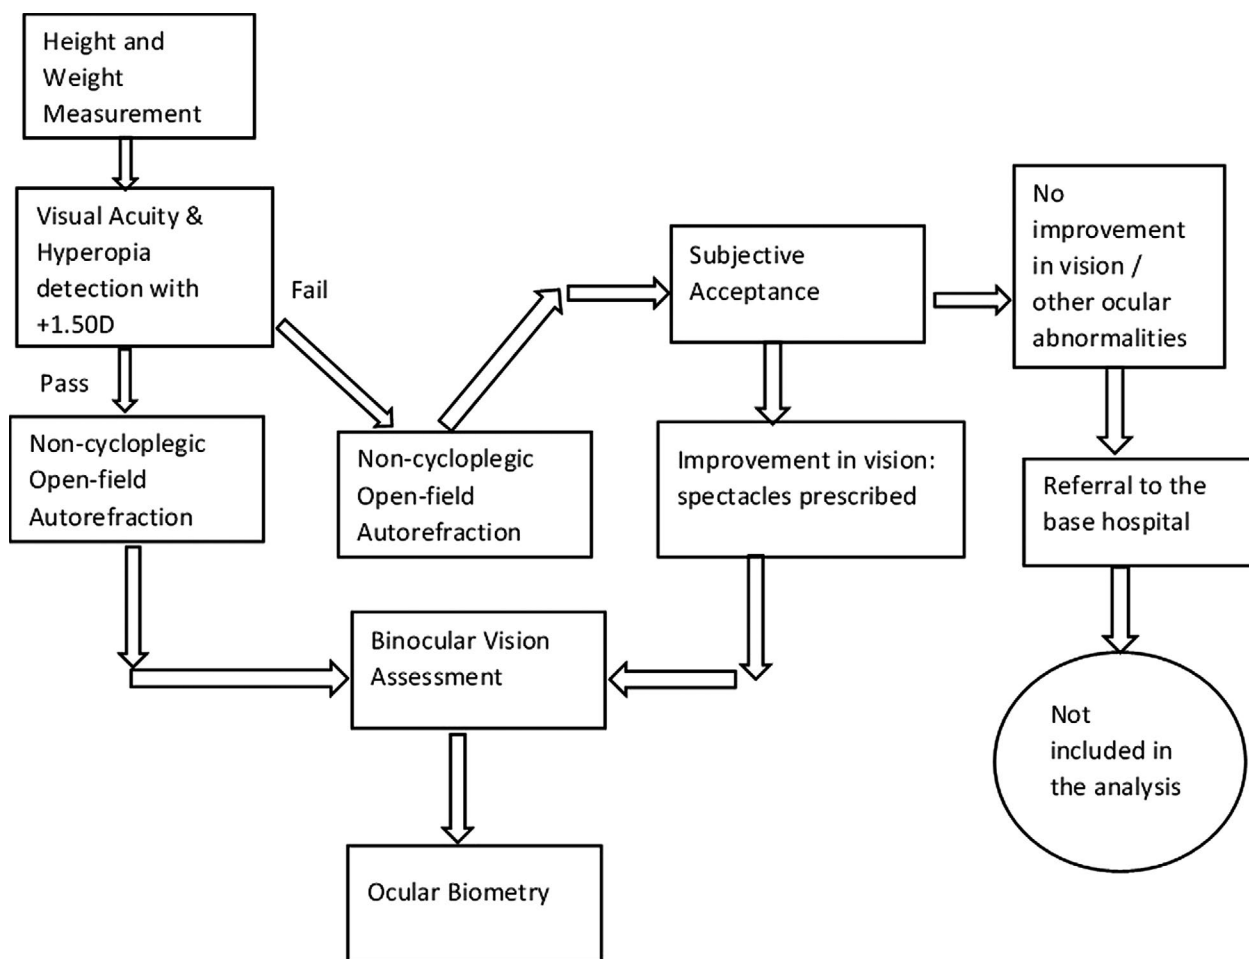 Height and
Weight
Measurement
Visual Acuity &
Hyperopia
detection with
+1.50D
Fail
Pass
Non-cycloplegic
Open-field
Autorefraction
Non-cycloplegic
Open-field
Autorefraction
Subjective
Acceptance
Improvement in vision:
spectacles prescribed
No
improvement
in vision /
other ocular
abnormalities
Referral to the
base hospital
Not
included in
the analysis
Binocular Vision
Assessment
Ocular Biometry